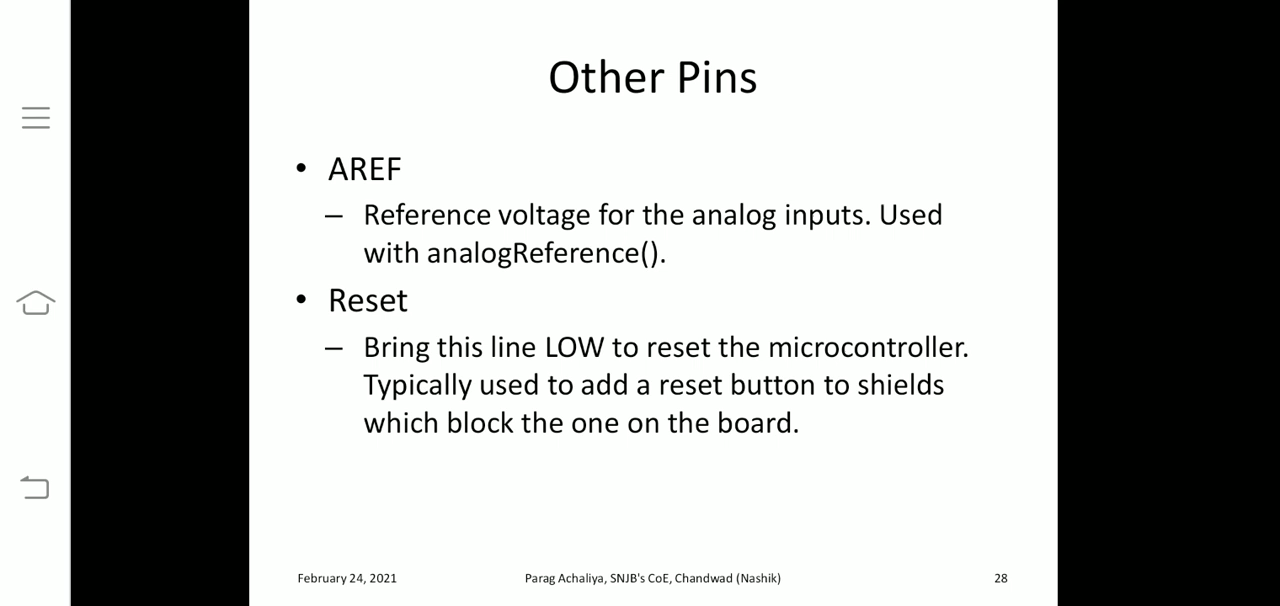 Other Pins
• AREF
– Reference voltage for the analog inputs. Used
with analogReference().
• Reset
– Bring this line LOW to reset the microcontroller.
Typically used to add a reset button to shields
which block the one on the board.
February 24, 2021 Parag Achaliya, SNJB's CoE, Chandwad (Nashik) 28